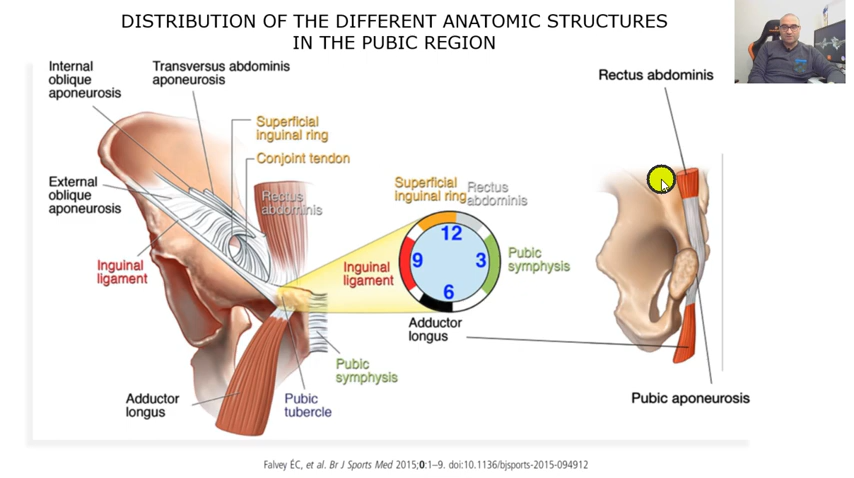 DISTRIBUTION OF THE DIFFERENT ANATOMIC STRUCTURES
IN THE PUBIC REGION
Internal
oblique
aponeurosis
Transversus abdominis
aponeurosis
Superficial
inguinal ring
Conjoint tendon
Rectus
abdominis
External
oblique
aponeurosis
Inguinal
ligament
Adductor
longus
Pubic
tubercle
Pubic
symphysis
Superficial
inguinal ring
Rectus
abdominis
Inguinal
ligament
12
9
3
6
Pubic
symphysis
Adductor
longus
Rectus abdominis
Pubic aponeurosis
Falvey ÉC, et al. Br J Sports Med 2015;0:1–9. doi:10.1136/bjsports-2015-094912